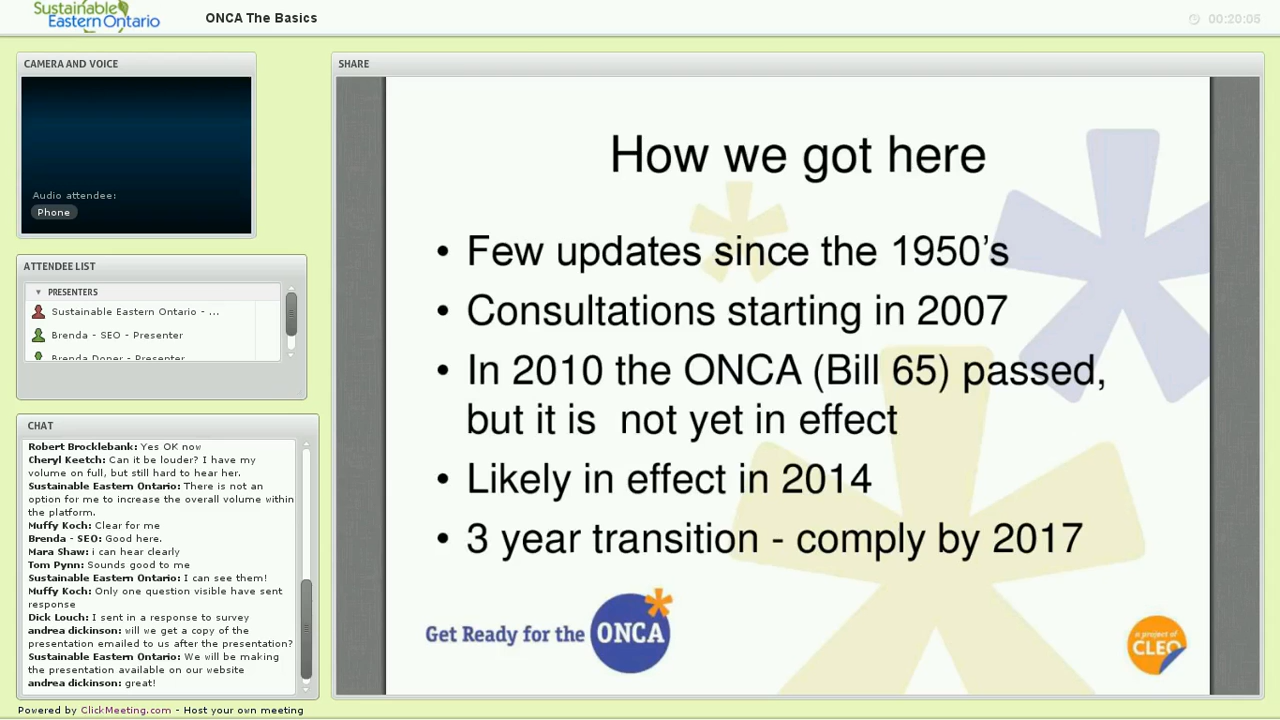 Sustainable
Eastern Ontario
ONCA The Basics
00:20:05
CAMERA AND VOICE
Audio attendee:
Phone
ATTENDEE LIST
PRESENTERS
Sustainable Eastern Ontario - ...
Brenda - SEO - Presenter
Brenda Doner - Presenter
CHAT
Robert Brocklebank: Yes OK now
Cheryl Keetch: Can it be louder? I have my
volume on full, but still hard to hear her.
Sustainable Eastern Ontario: There is not an
option for me to increase the overall volume within
the platform.
Muffy Koch: Clear for me
Brenda - SEO: Good here.
Mara Shaw: i can hear clearly
Tom Pynn: Sounds good to me
Sustainable Eastern Ontario: I can see them!
Muffy Koch: Only one question visible have sent
response
Dick Louch: I sent in a response to survey
andrea dickinson: will we get a copy of the
presentation emailed to us after the presentation?
Sustainable Eastern Ontario: We will be making
the presentation available on our website
andrea dickinson: great!
Powered by ClickMeeting.com - Host your own meeting
SHARE
How we got here
• Few updates since the 1950’s
• Consultations starting in 2007
• In 2010 the ONCA (Bill 65) passed,
but it is not yet in effect
• Likely in effect in 2014
• 3 year transition - comply by 2017
Get Ready for the ONCA
a project of
CLEO